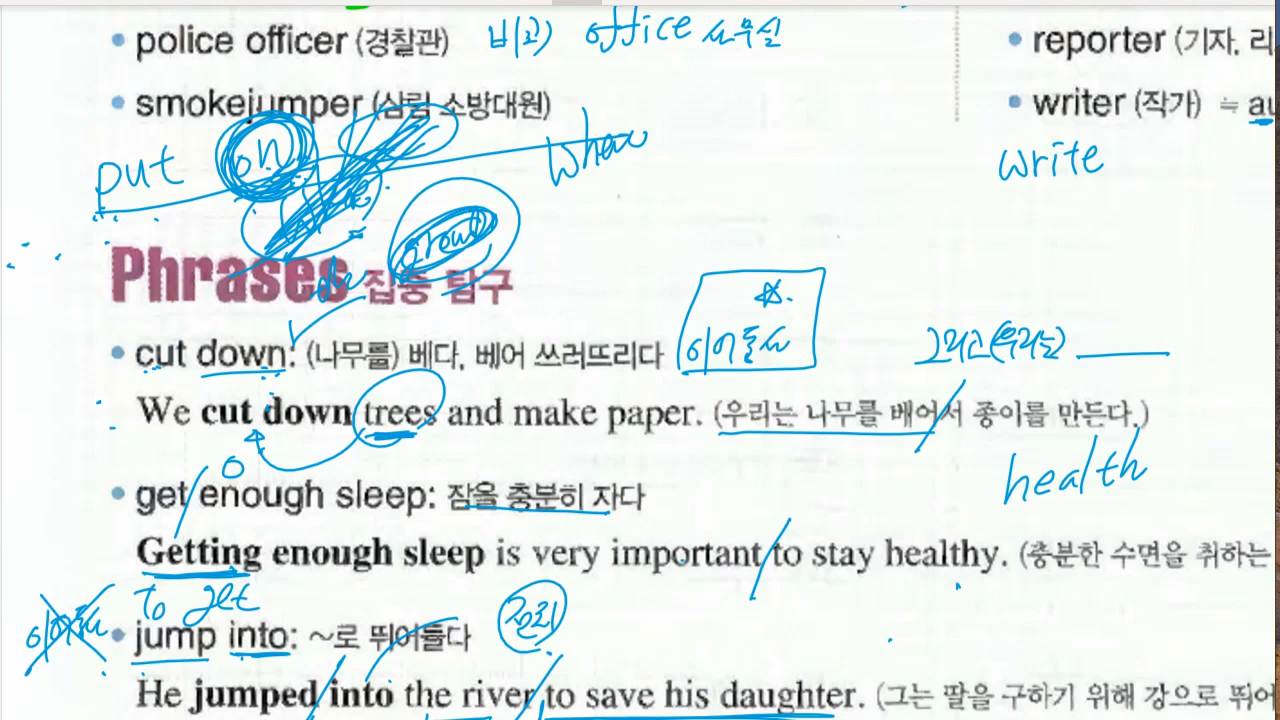 • police officer (경찰관) 비(교) office 사무실
• reporter (기자, 리
• smokejumper (삼림 소방대원)
• writer (작가) ≒ au
put on when
write
ground
Phrases 집중 탐구
• cut down: (나무를) 베다, 베어 쓰러뜨리다
이어동사
그리고(우리는)
We cut down trees and make paper. (우리는 나무를 베어서 종이를 만든다.)
health
• get enough sleep: 잠을 충분히 자다
Getting enough sleep is very important to stay healthy. (충분한 수면을 취하는
To get
• jump into: ~로 뛰어들다
He jumped into the river to save his daughter. (그는 딸을 구하기 위해 강으로 뛰어